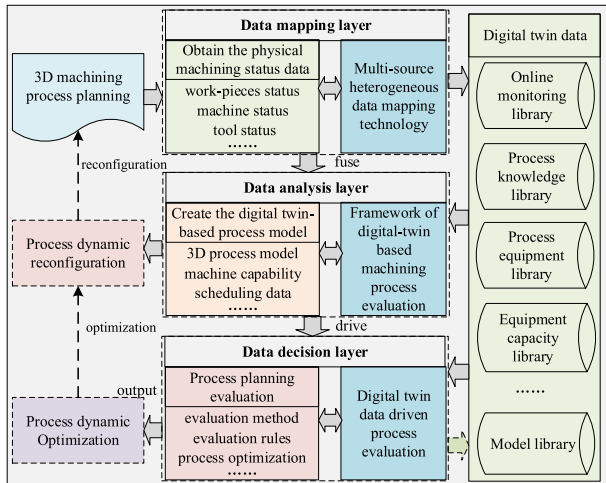 3D machining
process planning
reconfiguration
Process dynamic
reconfiguration
optimization
Process dynamic
Optimization
output
Data mapping layer
Obtain the physical
machining status data
work-pieces status
machine status
tool status
......
Multi-source
heterogeneous
data mapping
technology
fuse
Data analysis layer
Create the digital twin-
based process model
3D process model
machine capability
scheduling data
......
Framework of
digital-twin
based
machining
process
evaluation
drive
Data decision layer
Process planning
evaluation
evaluation method
evaluation rules
process optimization
......
Digital twin
data driven
process
evaluation
Digital twin data
Online
monitoring
library
Process
knowledge
library
Process
equipment
library
Equipment
capacity
library
......
Model library